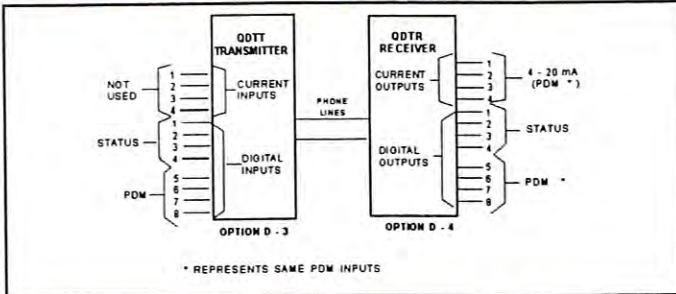 QDTT
TRANSMITTER
NOT
USED
1
2
3
4
CURRENT
INPUTS
STATUS
1
2
3
4
DIGITAL
INPUTS
PDM
5
6
7
8
OPTION D - 3
PHONE
LINES
QDTR
RECEIVER
CURRENT
OUTPUTS
1
2
3
4
4 - 20 mA
(PDM *)
DIGITAL
OUTPUTS
1
2
3
4
STATUS
5
6
7
8
PDM *
OPTION D - 4
* REPRESENTS SAME PDM INPUTS